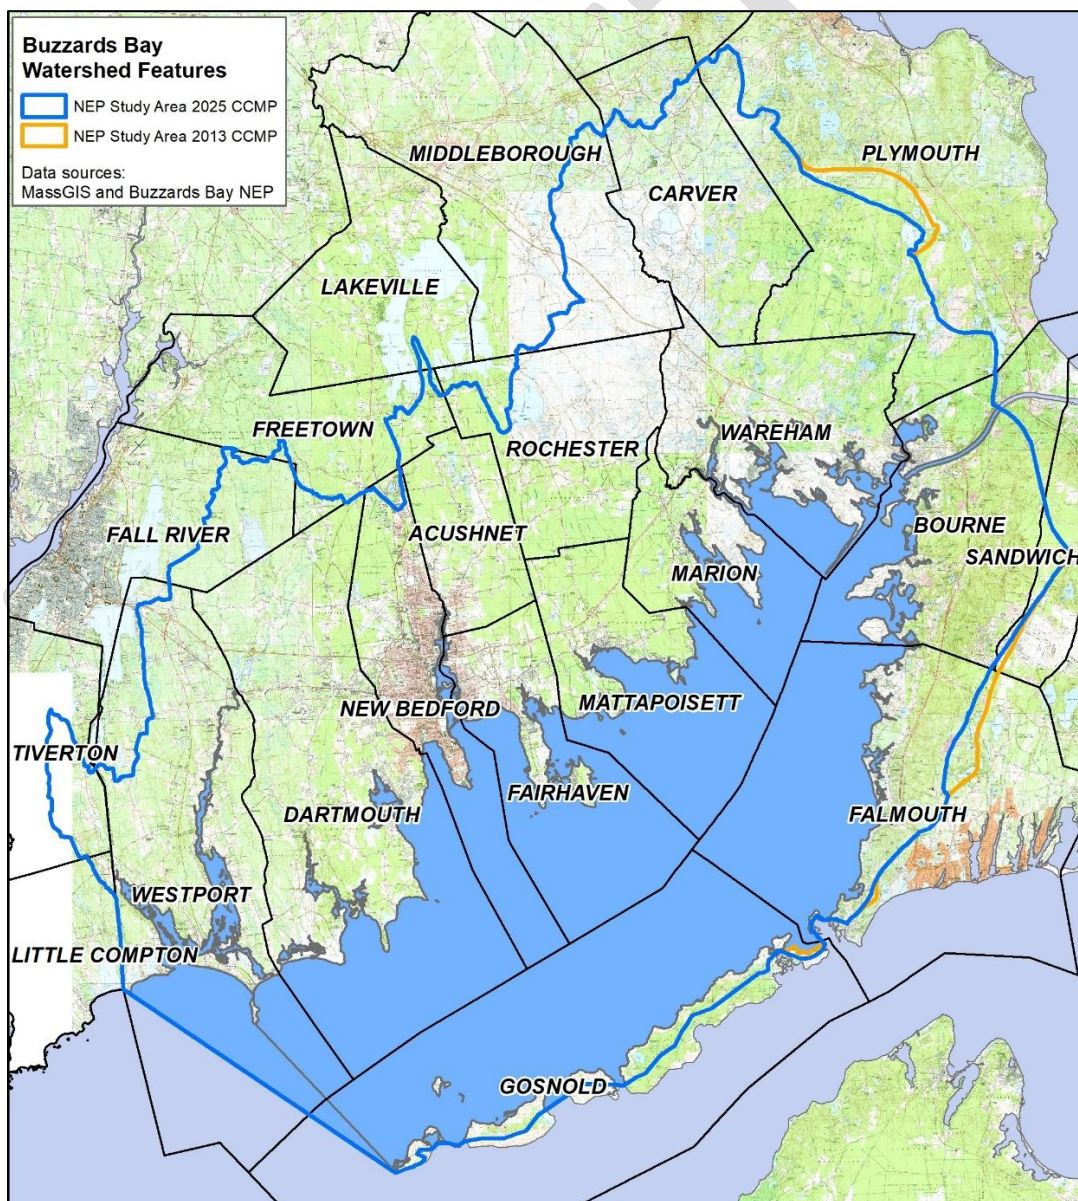 Buzzards Bay
Watershed Features
NEP Study Area 2025 CCMP
NEP Study Area 2013 CCMP
Data sources:
MassGIS and Buzzards Bay NEP
MIDDLEBOROUGH
PLYMOUTH
CARVER
LAKEVILLE
FREETOWN
ROCHESTER
WAREHAM
FALL RIVER
ACUSHNET
BOURNE
SANDWICH
MARION
NEW BEDFORD
MATTAPOISETT
TIVERTON
DARTMOUTH
FAIRHAVEN
FALMOUTH
WESTPORT
LITTLE COMPTON
GOSNOLD